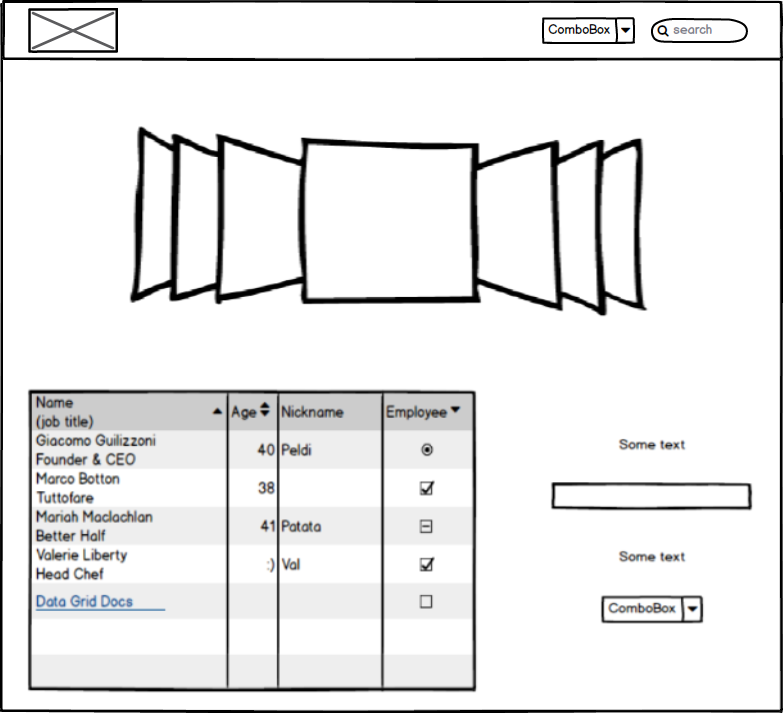 ComboBox
search
Name
(job title)
Age
Nickname
Employee
Giacomo Guilizzoni
Founder & CEO
40
Peldi
Marco Botton
Tuttofare
38
Mariah Maclachlan
Better Half
41
Patata
Valerie Liberty
Head Chef
:)
Val
Data Grid Docs
Some text
Some text
ComboBox